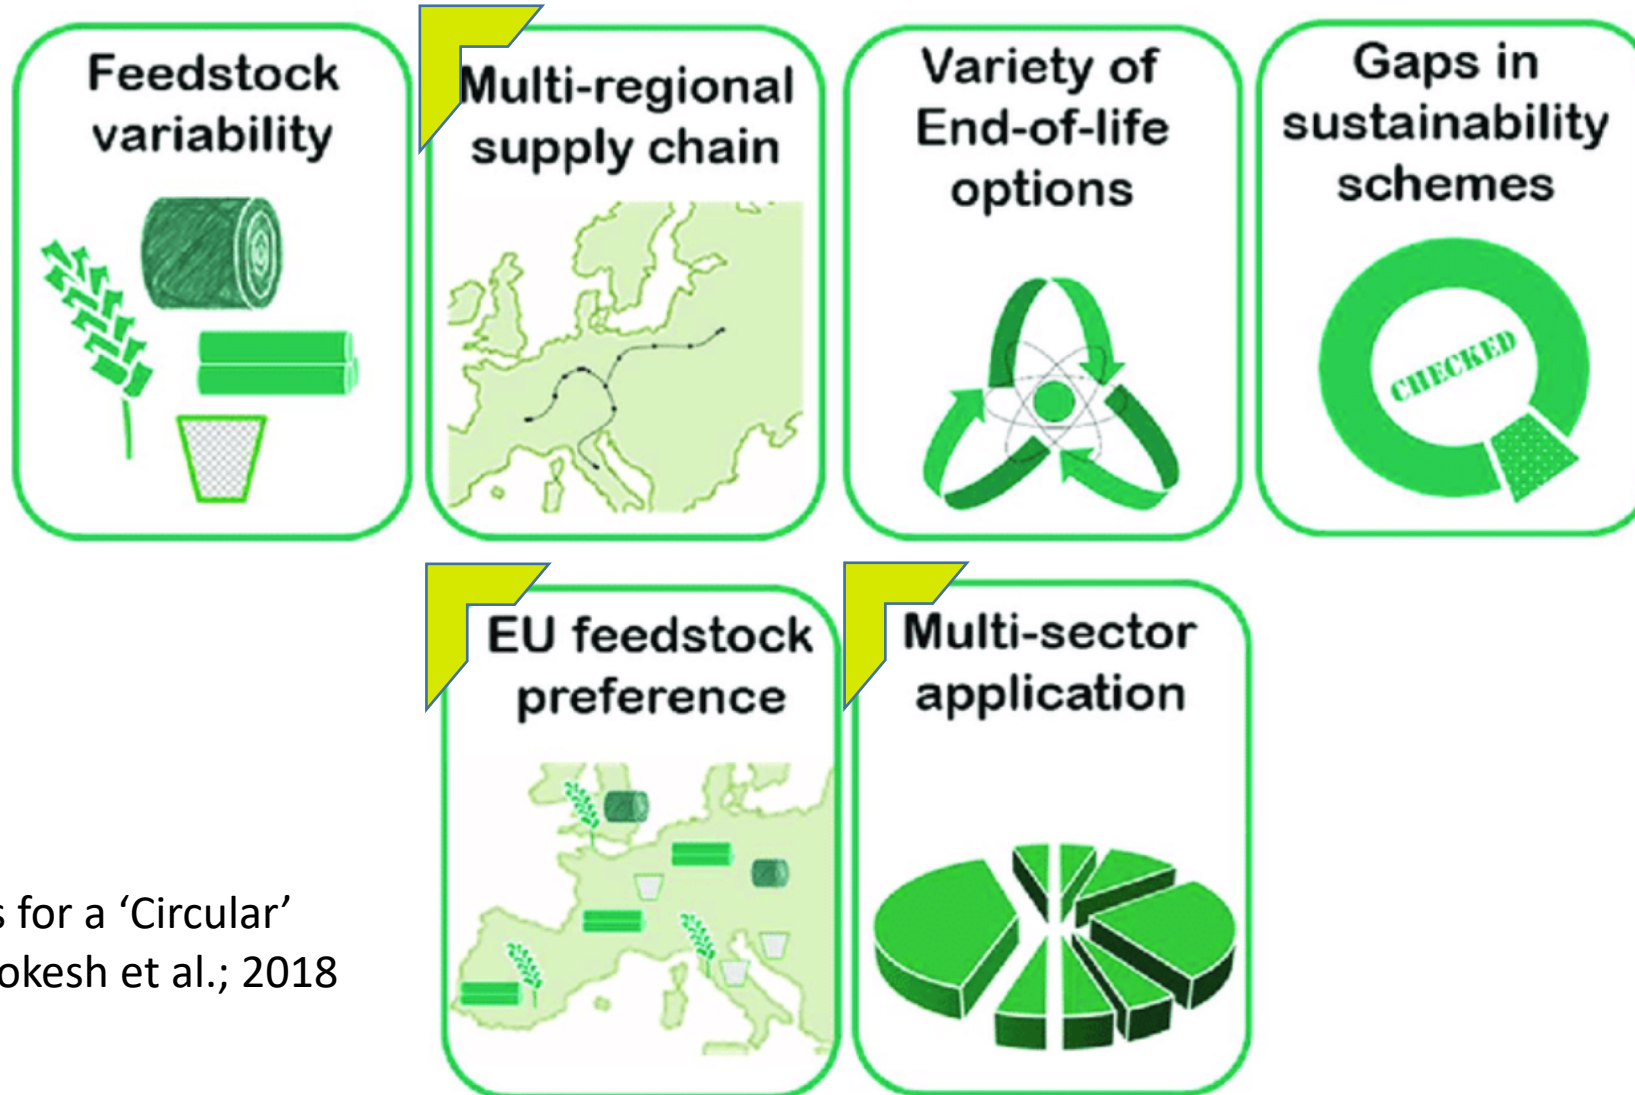 Feedstock
variability
Multi-regional
supply chain
Variety of
End-of-life
options
Gaps in
sustainability
schemes
CHECKED
EU feedstock
preference
Multi-sector
application
for a ‘Circular’
et al.; 2018